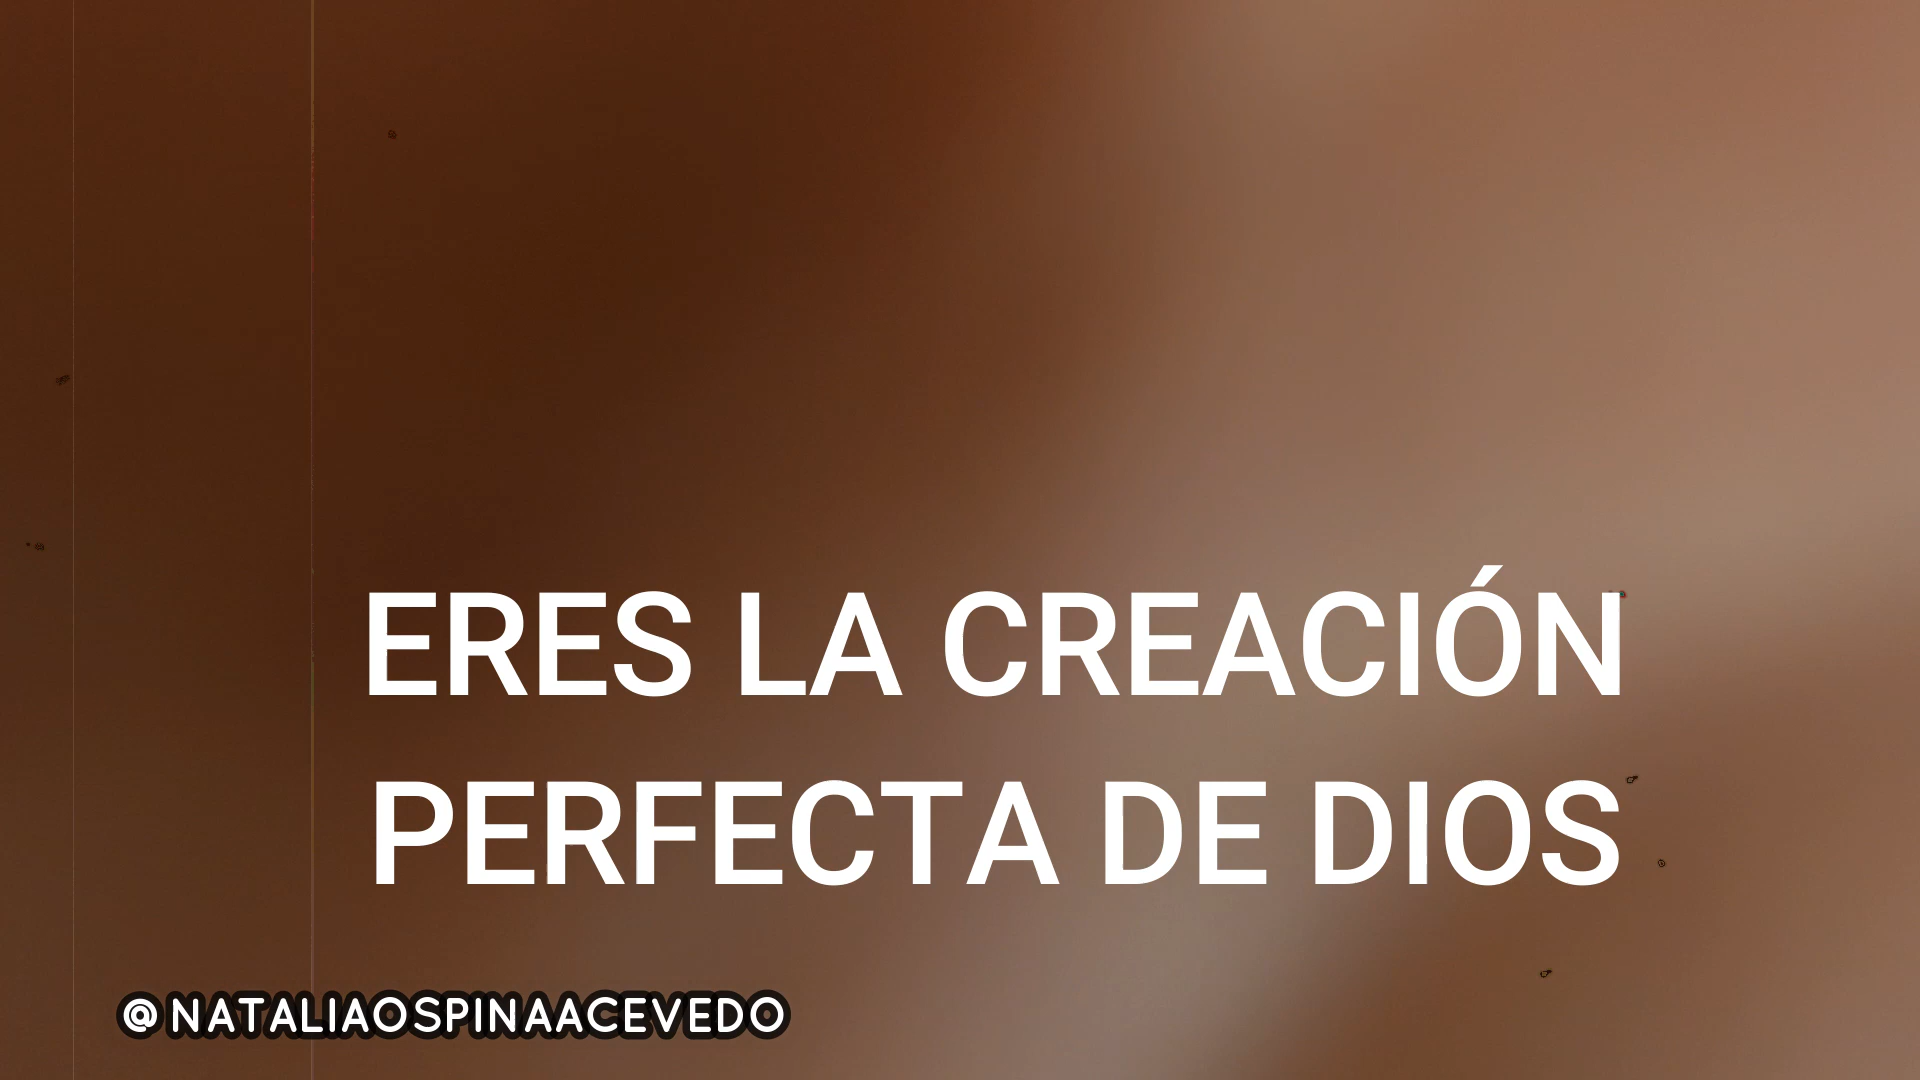 ERES LA CREACIÓN
PERFECTA DE DIOS
@NATALIAOSPINAACEVEDO